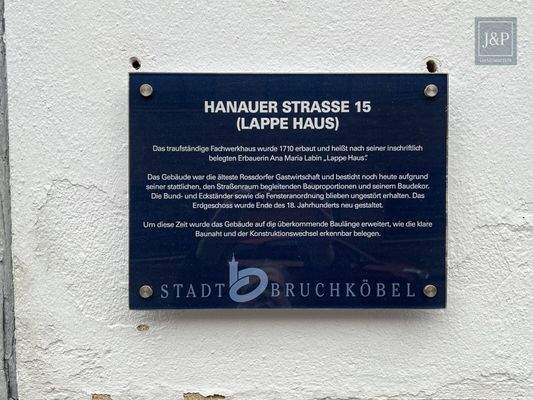 J&P
HANAUER STRASSE 15
(LAPPE HAUS)
Das traufständige Fachwerkhaus wurde 1710 erbaut und heißt nach seiner inschriftlich
belegten Erbauerin Ana Maria Labin „Lappe Haus“.
Das Gebäude war die älteste Rossdorfer Gastwirtschaft und besticht noch heute aufgrund
seiner stattlichen, den Straßenraum begleitenden Bauproportionen und seinem Baudekor.
Die Bund- und Eckständer sowie die Fensteranordnung blieben ungestört erhalten. Das
Erdgeschoss wurde Ende des 18. Jahrhunderts neu gestaltet.
Um diese Zeit wurde das Gebäude auf die überkommende Baulänge erweitert, wie die klare
Baunaht und der Konstruktionswechsel erkennbar belegen.
STADT BRUCHKÖBEL